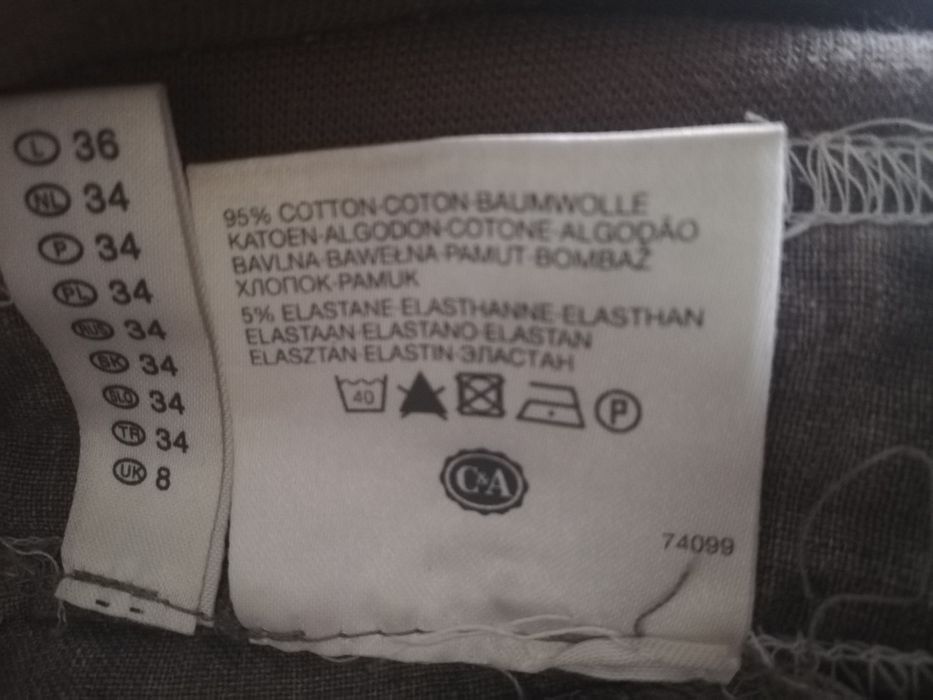 L 36
NL 34
P 34
PL 34
RUS 34
SK 34
SLO 34
TR 34
UK 8
95% COTTON·COTON·BAUMWOLLE
KATOEN·ALGODON·COTONE·ALGODÃO
BAVLNA·BAWEŁNA·PAMUT·BOMBAŽ
ХЛОПОК·PAMUK
5% ELASTANE·ELASTHANNE·ELASTHAN
ELASTAAN·ELASTANO·ELASTAN
ELASZTAN·ELASTIN·ЭЛАСТАН
40 P
C&A
74099